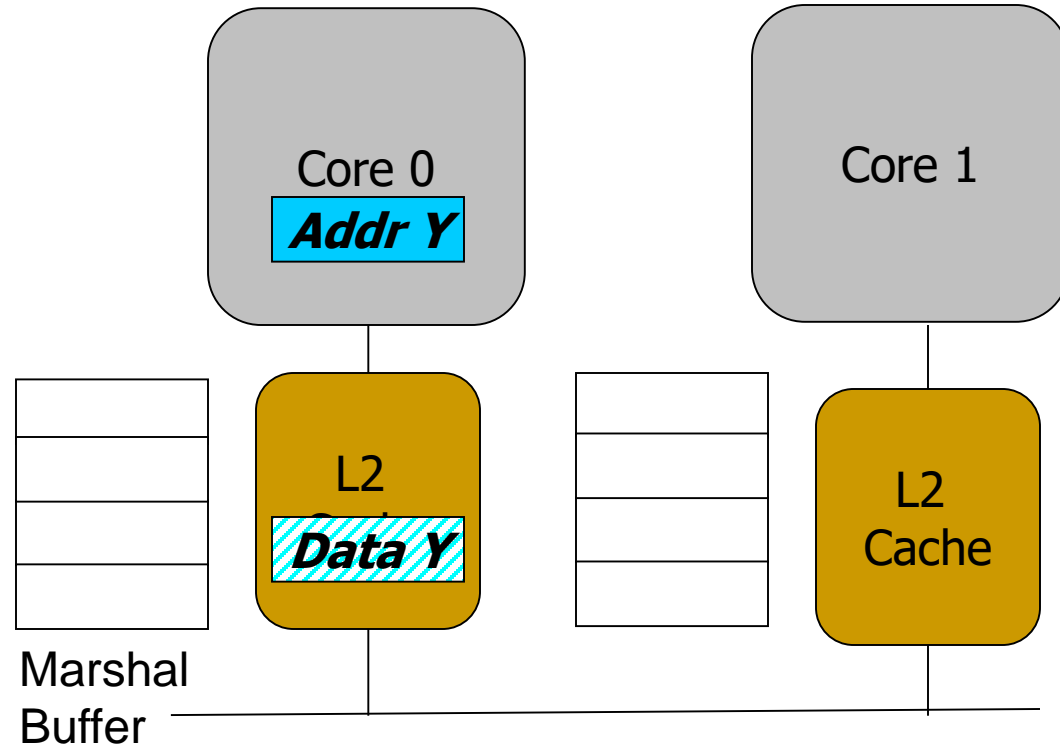 Core 0
Addr Y
Core 1
L2
Data Y
L2
Cache
Marshal
Buffer